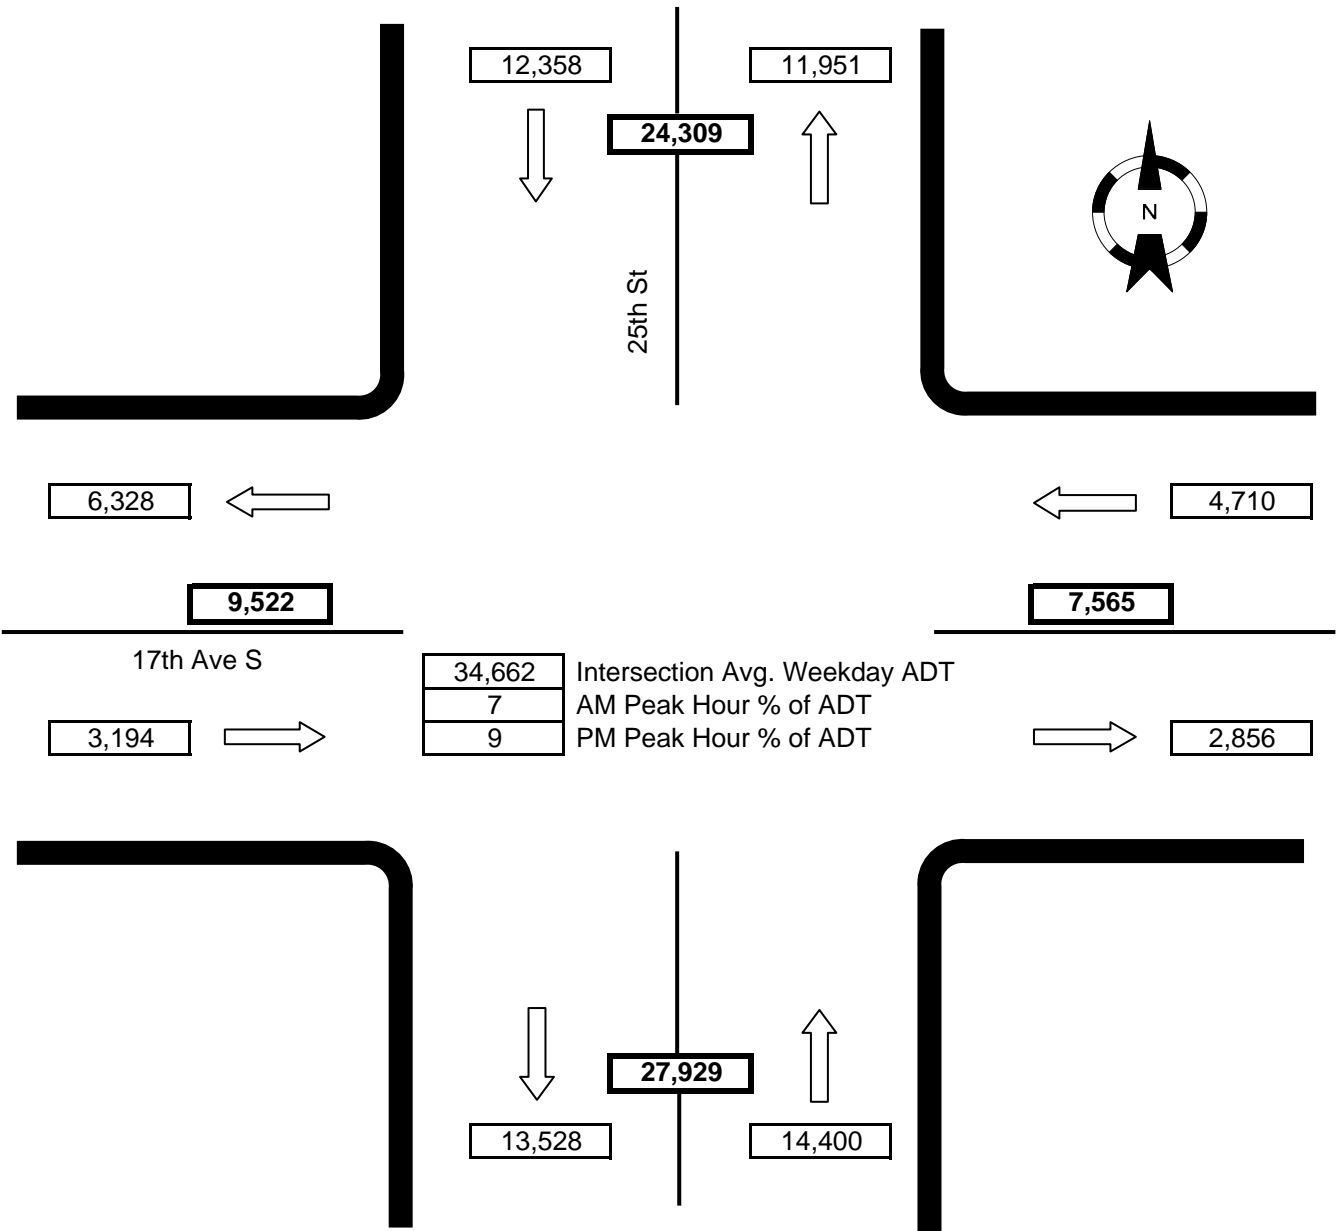 12,358
11,951
24,309
N
25th St
6,328
4,710
9,522
7,565
17th Ave S
34,662 Intersection Avg. Weekday ADT
7 AM Peak Hour % of ADT
9 PM Peak Hour % of ADT
3,194
2,856
27,929
13,528
14,400